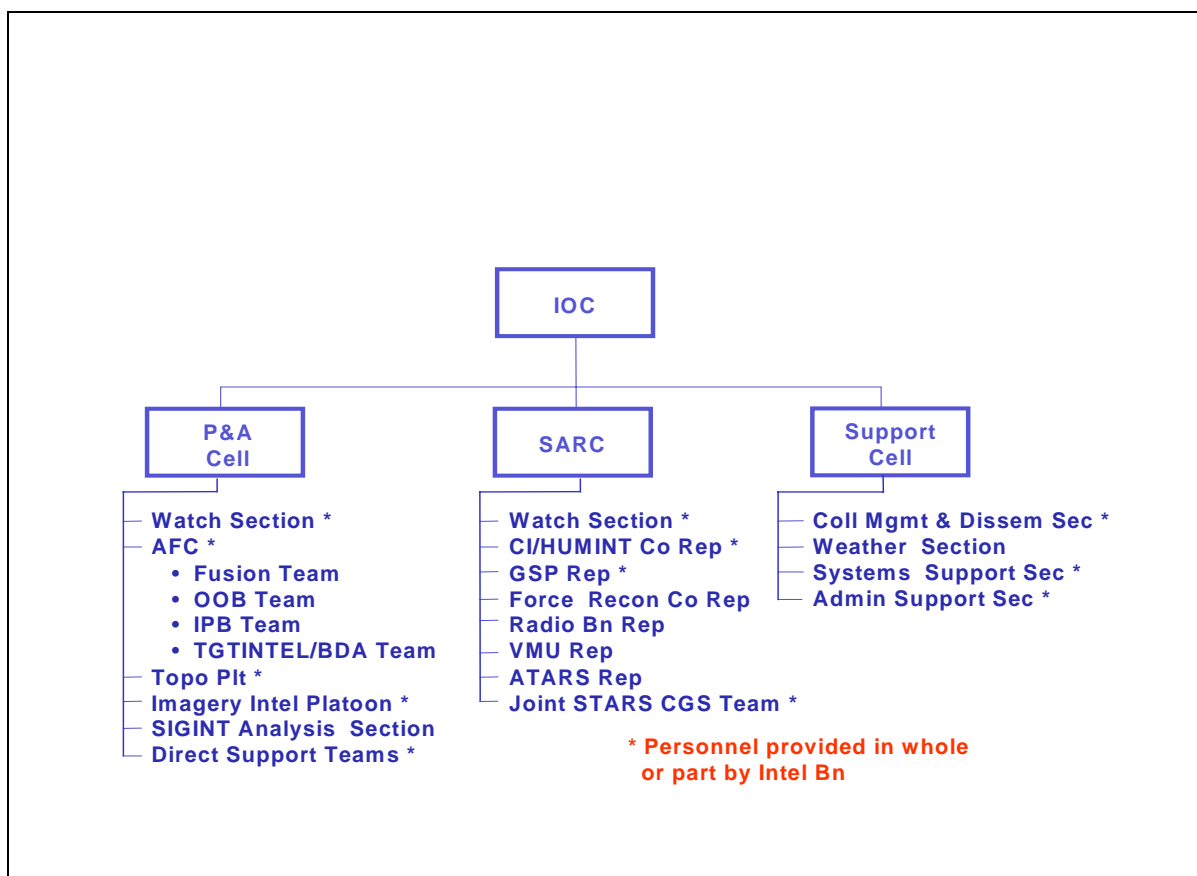 IOC
P&A
Cell
Watch Section *
AFC *
• Fusion Team
• OOB Team
• IPB Team
• TGTINTEL/BDA Team
Topo Plt *
Imagery Intel Platoon *
SIGINT Analysis Section
Direct Support Teams *
SARC
Watch Section *
CI/HUMINT Co Rep *
GSP Rep *
Force Recon Co Rep
Radio Bn Rep
VMU Rep
ATARS Rep
Joint STARS CGS Team *
Support
Cell
Coll Mgmt & Dissem Sec *
Weather Section
Systems Support Sec *
Admin Support Sec *
* Personnel provided in whole
or part by Intel Bn